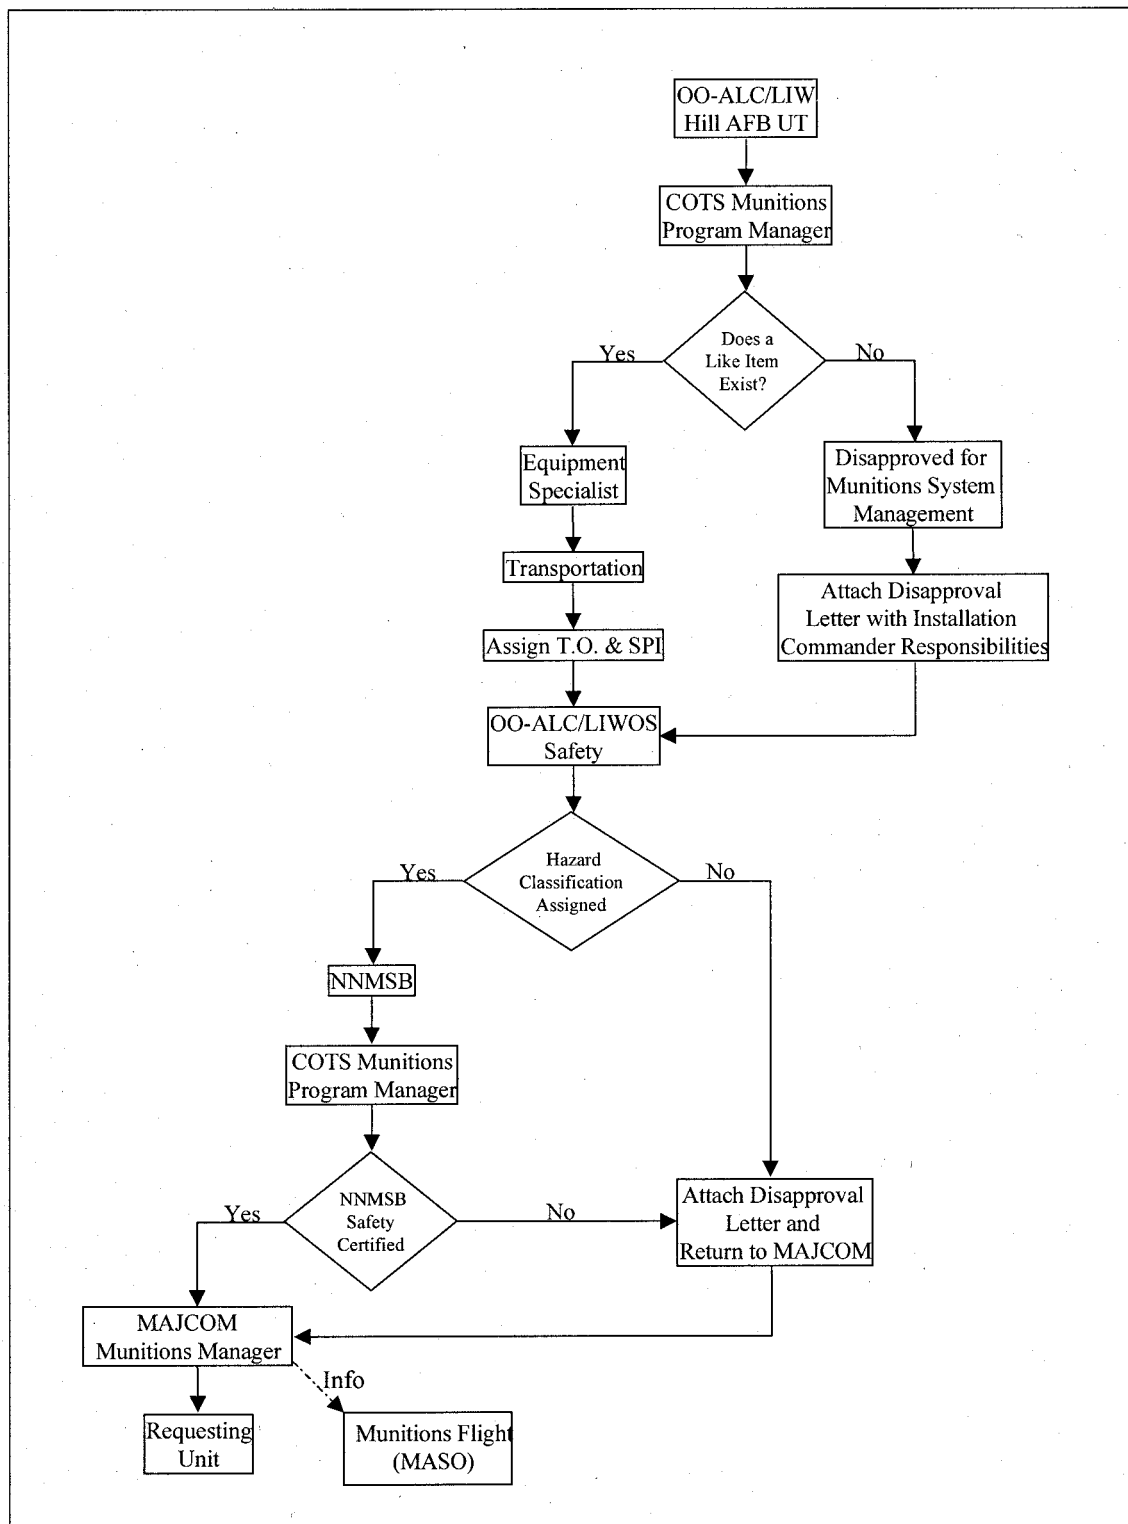 OO-ALC/LIW
Hill AFB UT
COTS Munitions
Program Manager
Does a
Like Item
Exist?
Yes
No
Equipment
Specialist
Disapproved for
Munitions System
Management
Transportation
Attach Disapproval
Letter with Installation
Commander Responsibilities
Assign T.O. & SPI
OO-ALC/LIWOS
Safety
Hazard
Classification
Assigned
Yes
No
NNMSB
COTS Munitions
Program Manager
NNMSB
Safety
Certified
Yes
No
Attach Disapproval
Letter and
Return to MAJCOM
MAJCOM
Munitions Manager
Info
Requesting
Unit
Munitions Flight
(MASO)